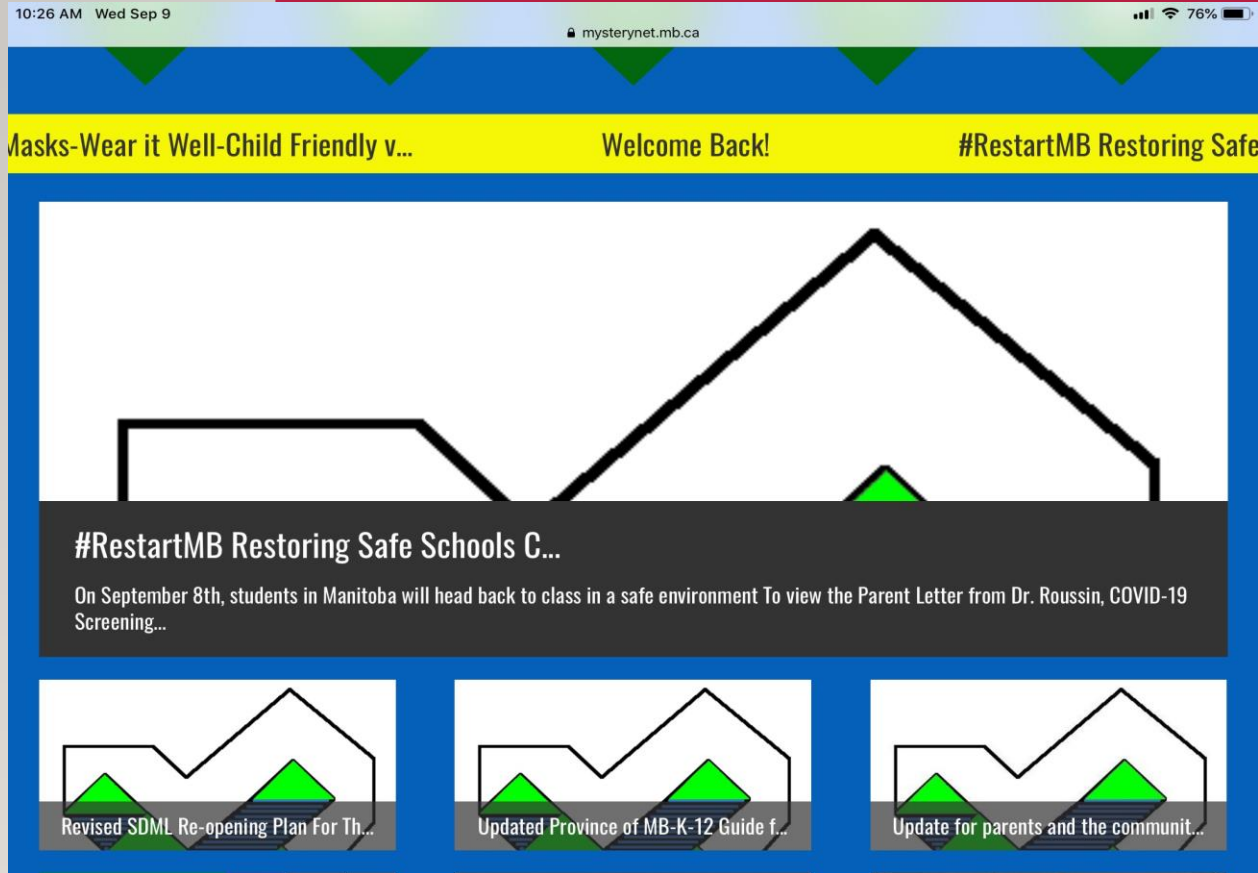 10:26 AM Wed Sep 9
76%
mysterynet.mb.ca
Masks-Wear it Well-Child Friendly v...
Welcome Back!
#RestartMB Restoring Safe
#RestartMB Restoring Safe Schools C...
On September 8th, students in Manitoba will head back to class in a safe environment To view the Parent Letter from Dr. Roussin, COVID-19
Screening...
Revised SDML Re-opening Plan For Th...
Updated Province of MB-K-12 Guide f...
Update for parents and the communit...